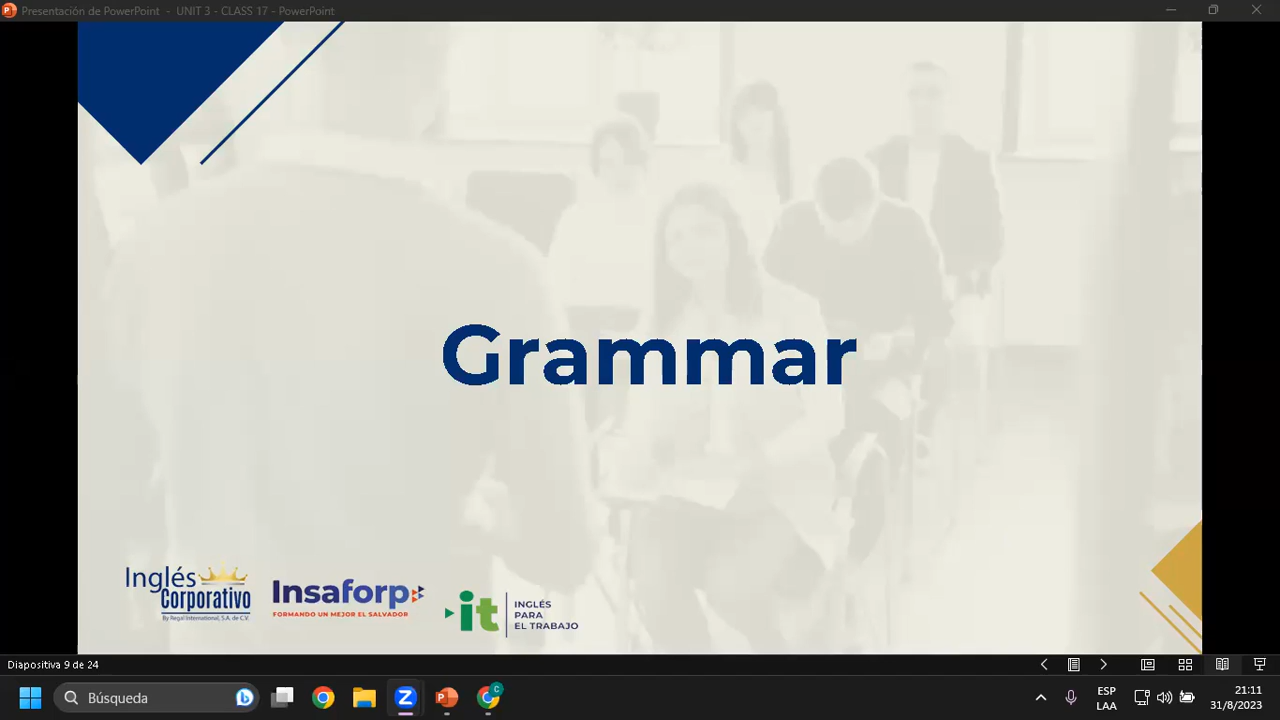 Presentación de PowerPoint - UNIT 3 - CLASS 17 - PowerPoint
Grammar
Inglés
Corporativo
By Regal International, S.A. de C.V.
Insaforp
FORMANDO UN MEJOR EL SALVADOR
it
INGLÉS
PARA
EL TRABAJO
Diapositiva 9 de 24
Búsqueda
C
ESP
LAA
21:11
31/8/2023